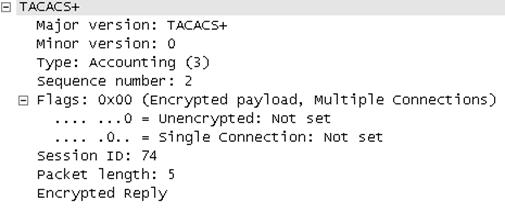 TACACS+
Major version: TACACS+
Minor version: 0
Type: Accounting (3)
Sequence number: 2
Flags: 0x00 (Encrypted payload, Multiple Connections)
.... ...0 = Unencrypted: Not set
.... .0.. = Single Connection: Not set
Session ID: 74
Packet length: 5
Encrypted Reply